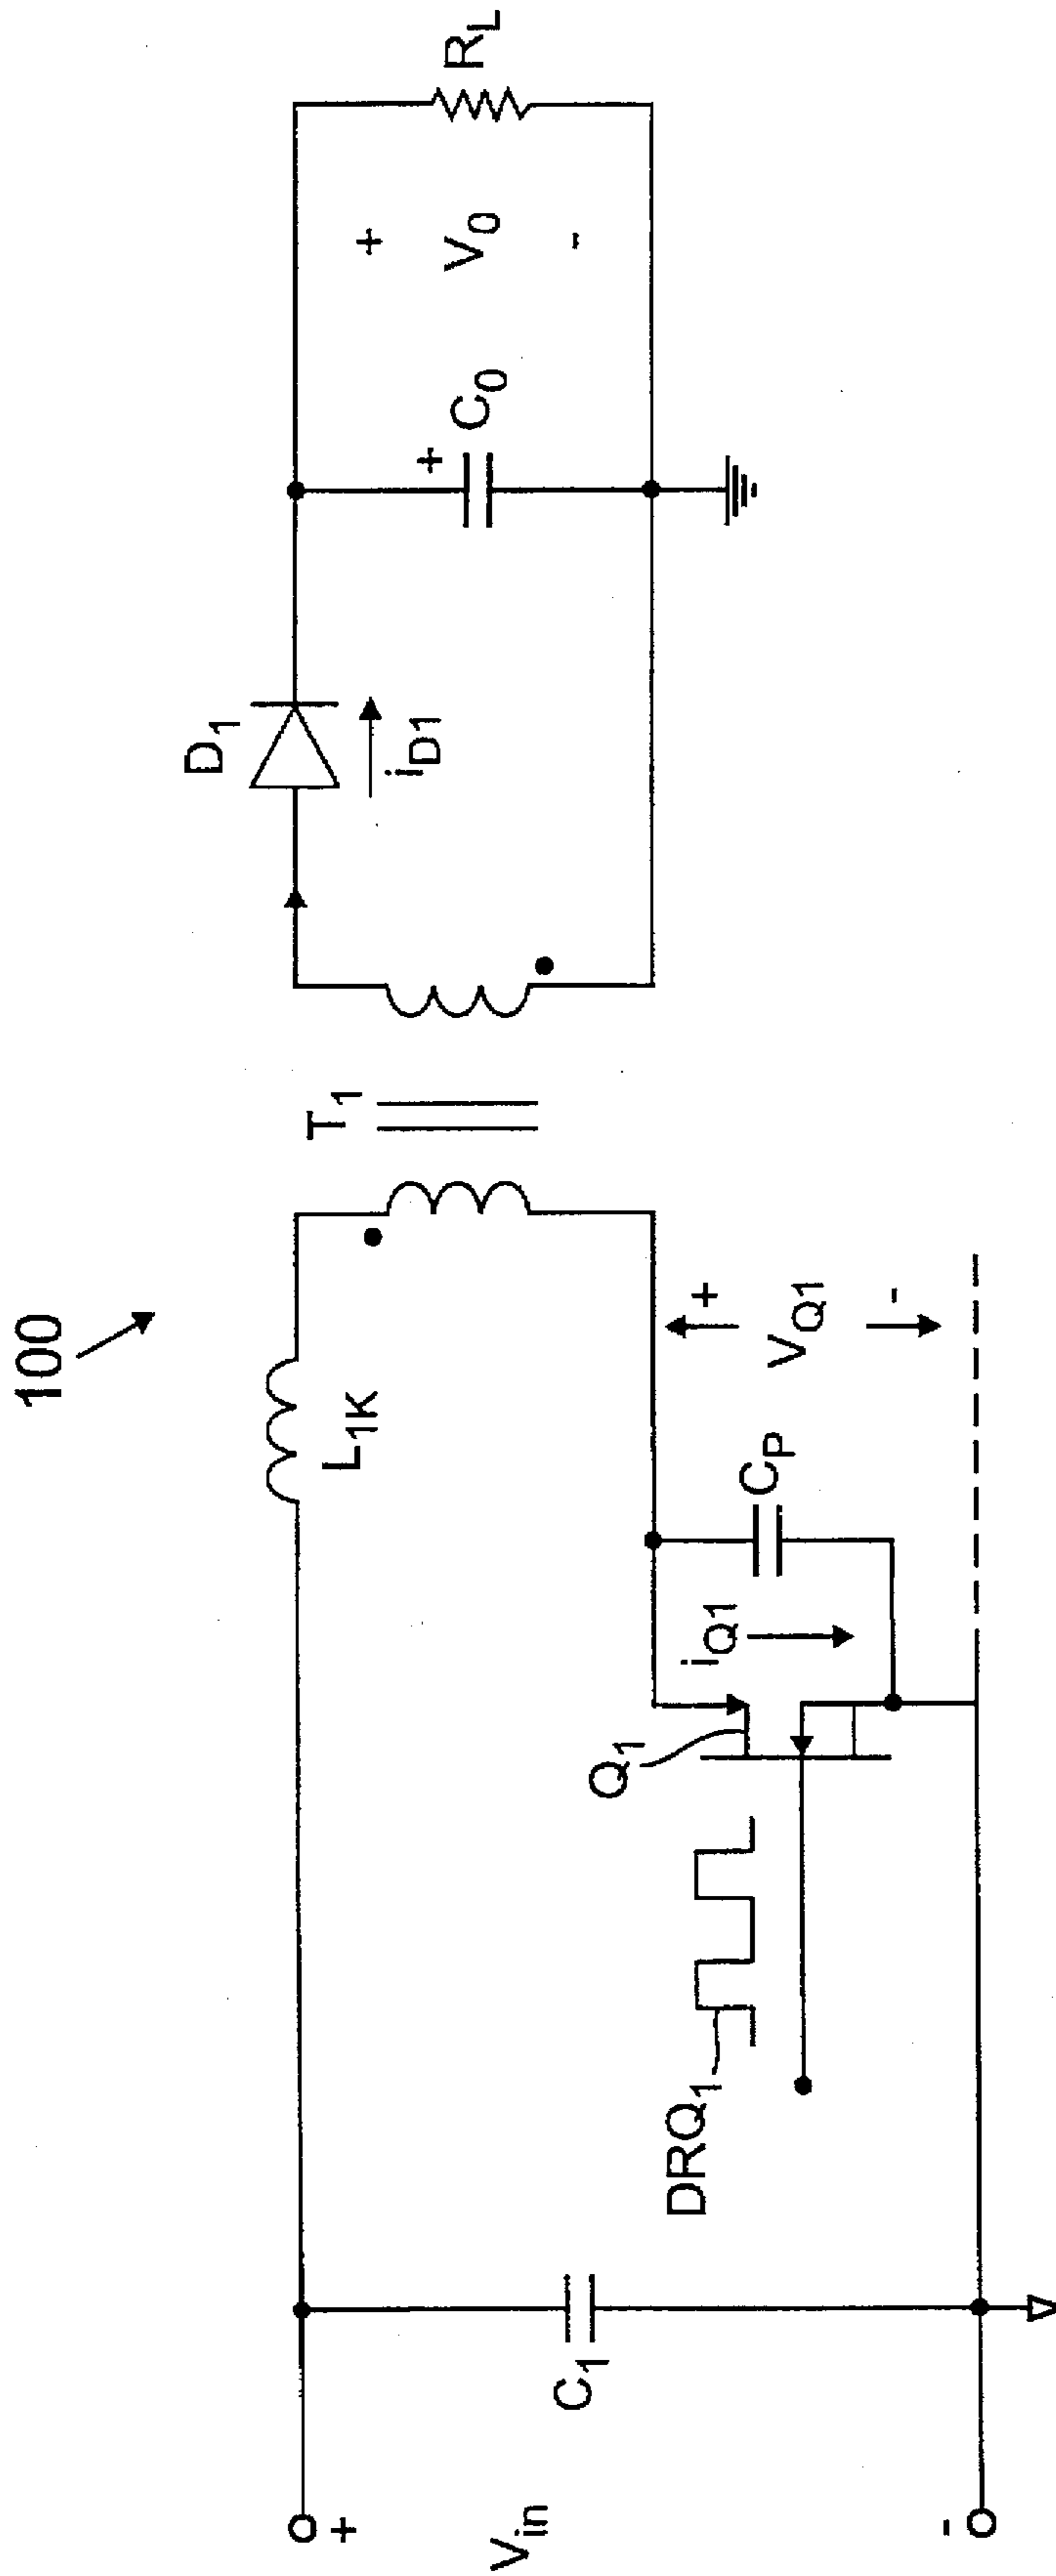 100
L1K
T1
D1
iD1
+
C0
+
V0
-
RL
+
Vin
-
C1
DRQ1
Q1
iQ1
CP
+
VQ1
-